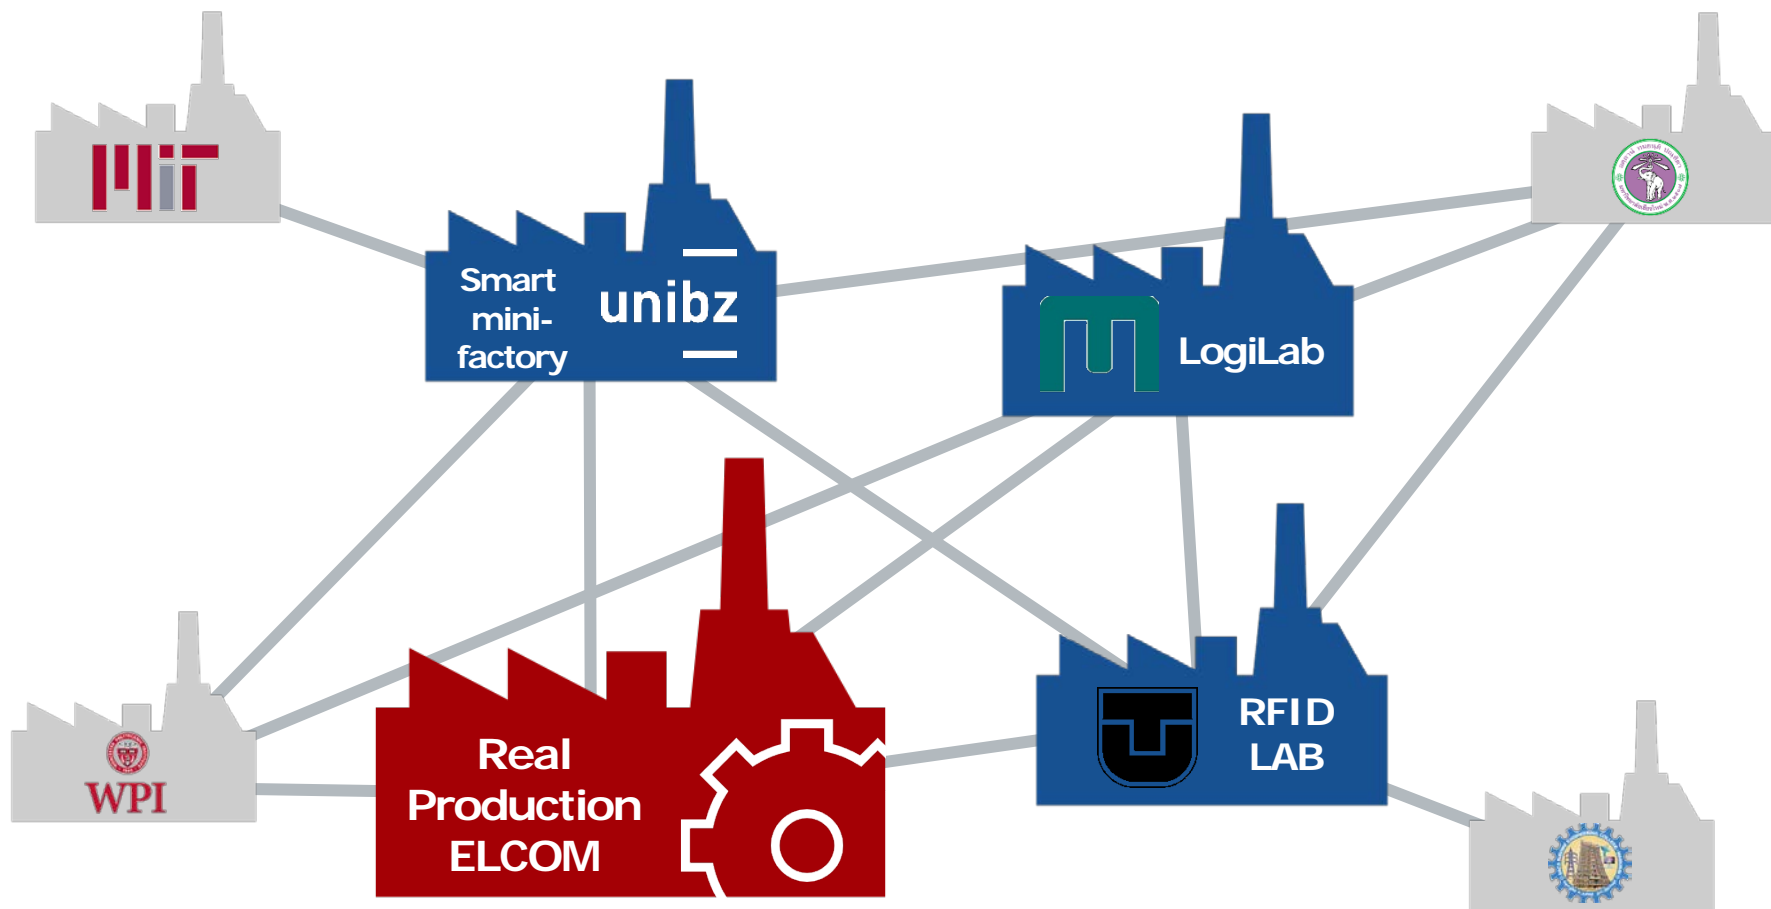 MIT
Smart
mini-
factory
unibz
LogiLab
Real
Production
ELCOM
RFID
LAB
WPI